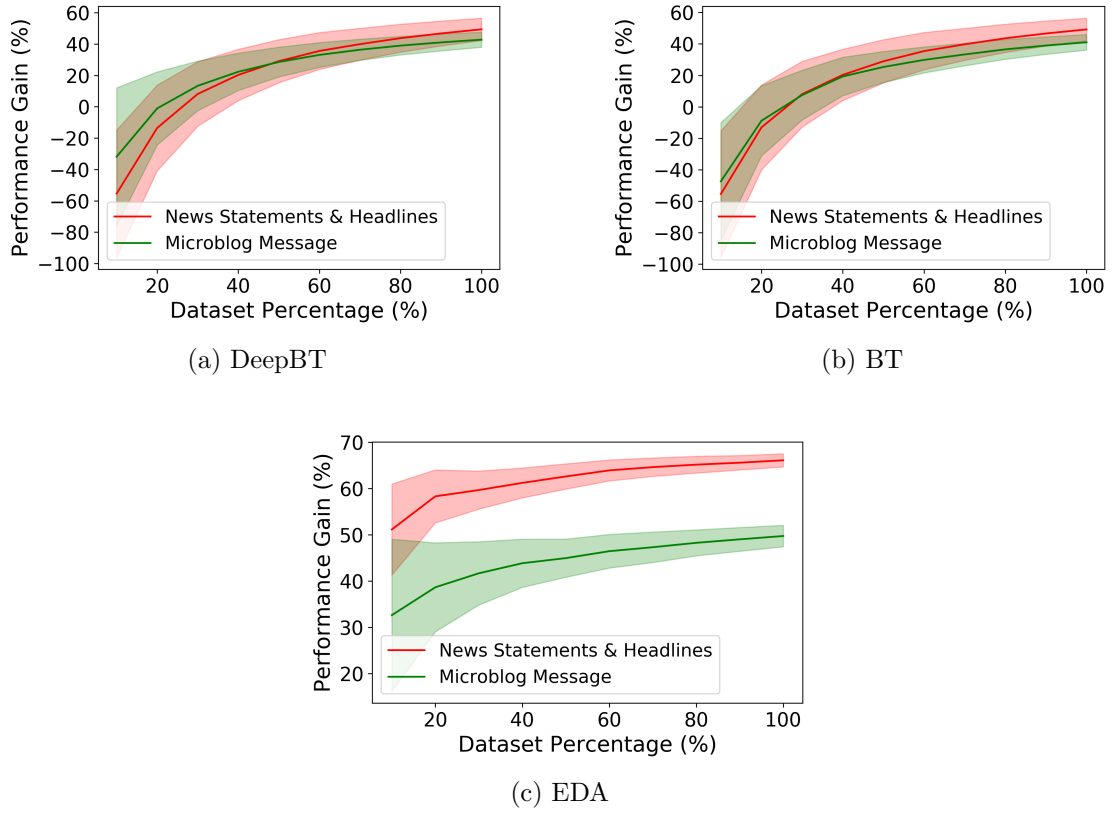 60
40
20
0
−20
−40
−60
−80
−100
Performance Gain (%)
News Statements & Headlines
Microblog Message
20 40 60 80 100
Dataset Percentage (%)
(a) DeepBT
60
40
20
0
−20
−40
−60
−80
−100
Performance Gain (%)
News Statements & Headlines
Microblog Message
20 40 60 80 100
Dataset Percentage (%)
(b) BT
70
60
50
40
30
20
Performance Gain (%)
News Statements & Headlines
Microblog Message
20 40 60 80 100
Dataset Percentage (%)
(c) EDA